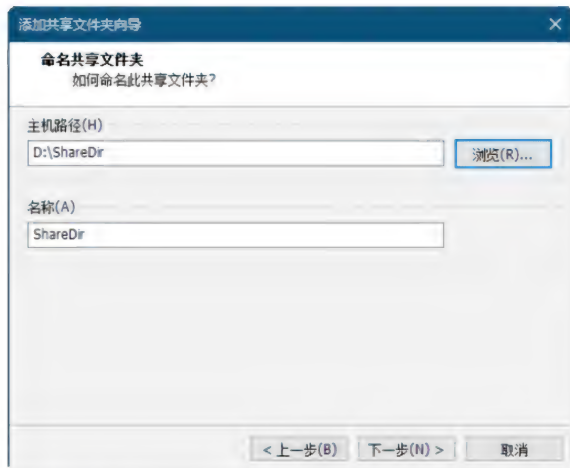 添加共享文件夹向导
命名共享文件夹
如何命名此共享文件夹?
主机路径(H)
D:\ShareDir
浏览(R)...
名称(A)
ShareDir
< 上一步(B) 下一步(N) > 取消